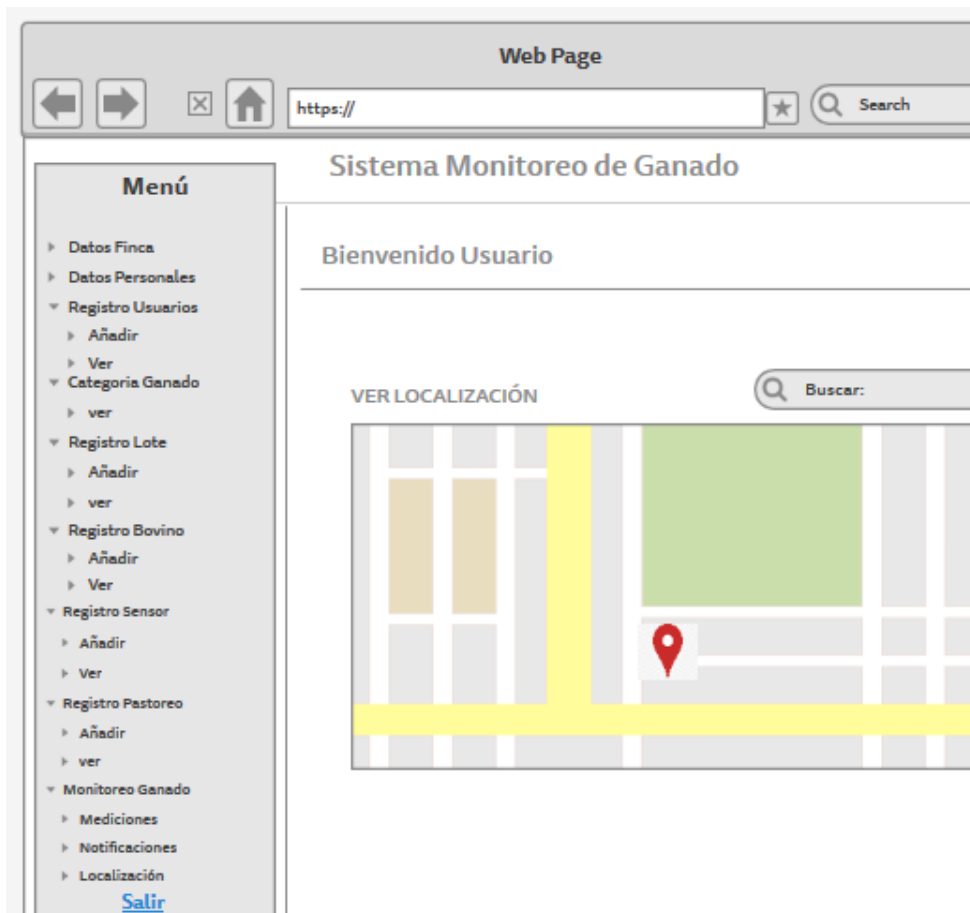 Web Page
https://
Search
Sistema Monitoreo de Ganado
Menú
Datos Finca
Datos Personales
Registro Usuarios
Añadir
Ver
Categoria Ganado
ver
Registro Lote
Añadir
ver
Registro Bovino
Añadir
Ver
Registro Sensor
Añadir
Ver
Registro Pastoreo
Añadir
ver
Monitoreo Ganado
Mediciones
Notificaciones
Localización
Salir
Bienvenido Usuario
VER LOCALIZACIÓN
Buscar: